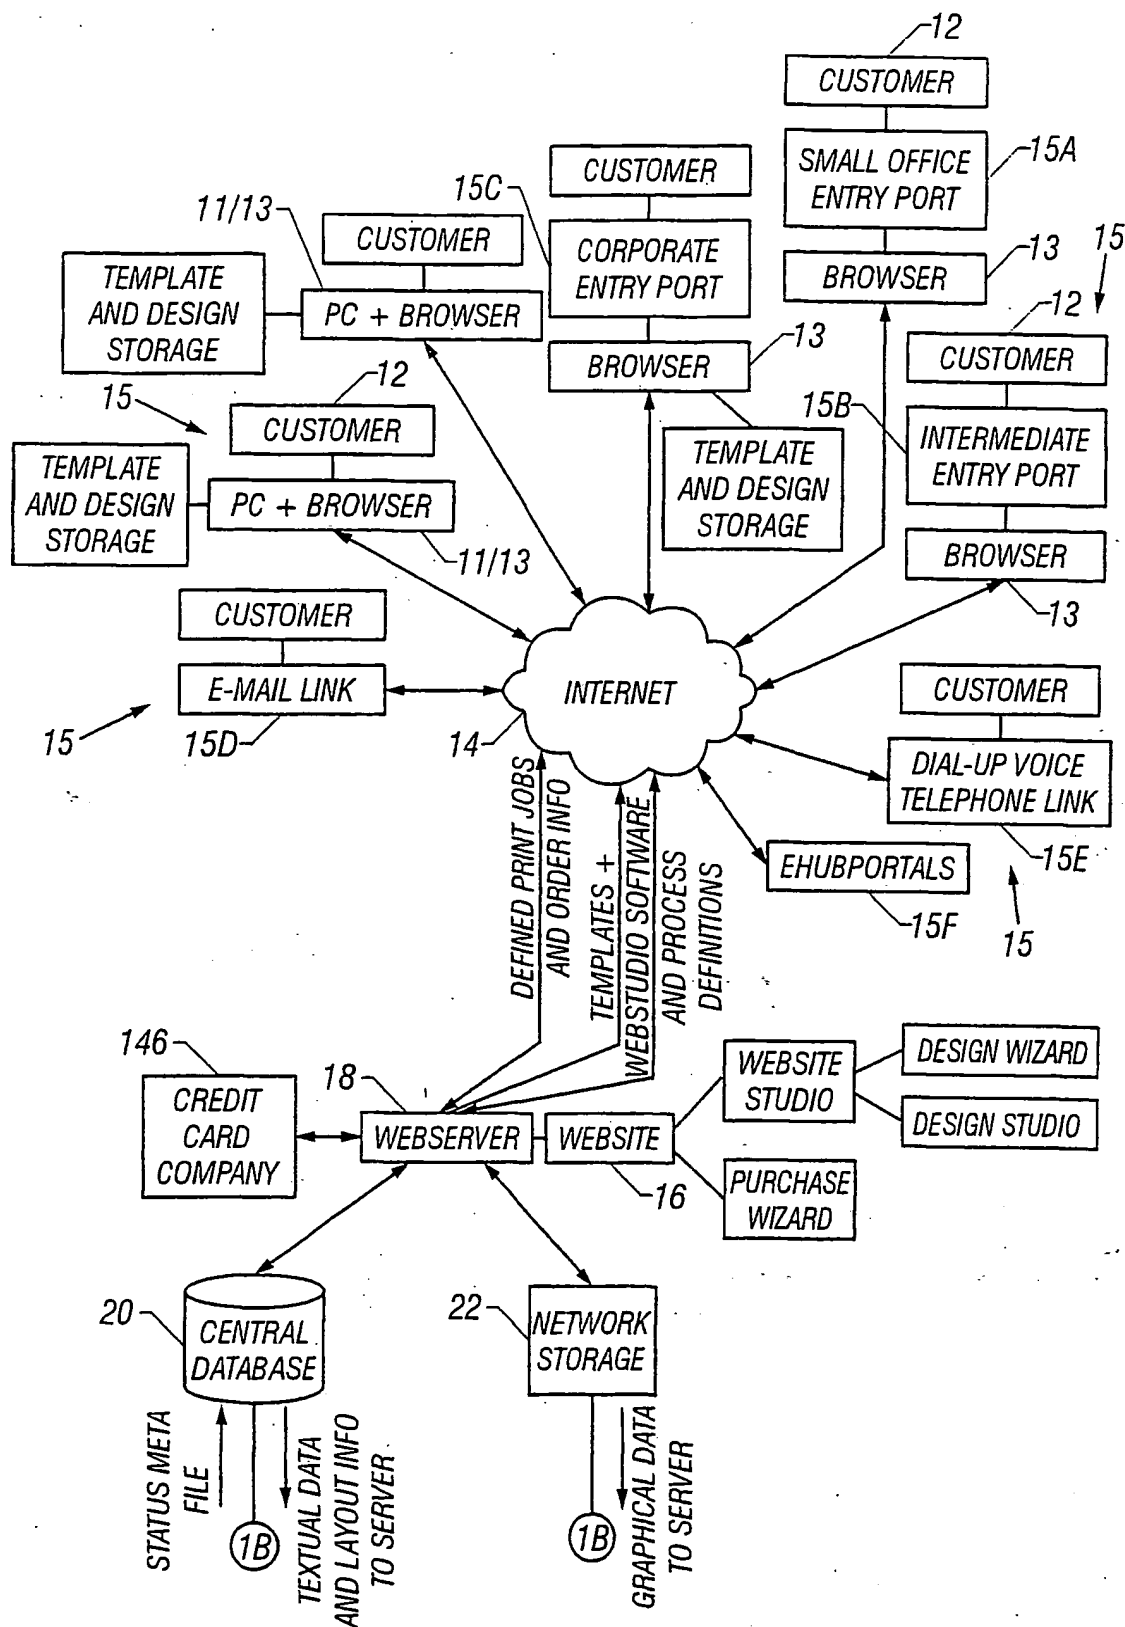 12
CUSTOMER
SMALL OFFICE
ENTRY PORT
15A
BROWSER
13
CUSTOMER
15C
CORPORATE
ENTRY PORT
BROWSER
13
TEMPLATE
AND DESIGN
STORAGE
11/13
CUSTOMER
TEMPLATE
AND DESIGN
STORAGE
PC + BROWSER
15
12
CUSTOMER
TEMPLATE
AND DESIGN
STORAGE
PC + BROWSER
11/13
15
12
CUSTOMER
15B
INTERMEDIATE
ENTRY PORT
BROWSER
13
CUSTOMER
E-MAIL LINK
15
15D
INTERNET
14
CUSTOMER
DIAL-UP VOICE
TELEPHONE LINK
15E
15
EHUBPORTALS
15F
DEFINED PRINT JOBS
AND ORDER INFO
TEMPLATES +
WEBSTUDIO SOFTWARE
AND PROCESS
DEFINITIONS
146
CREDIT
CARD
COMPANY
18
WEBSERVER
WEBSITE
16
WEBSITE
STUDIO
DESIGN WIZARD
DESIGN STUDIO
PURCHASE
WIZARD
20
CENTRAL
DATABASE
22
NETWORK
STORAGE
STATUS META
FILE
1B
TEXTUAL DATA
AND LAYOUT INFO
TO SERVER
1B
GRAPHICAL DATA
TO SERVER